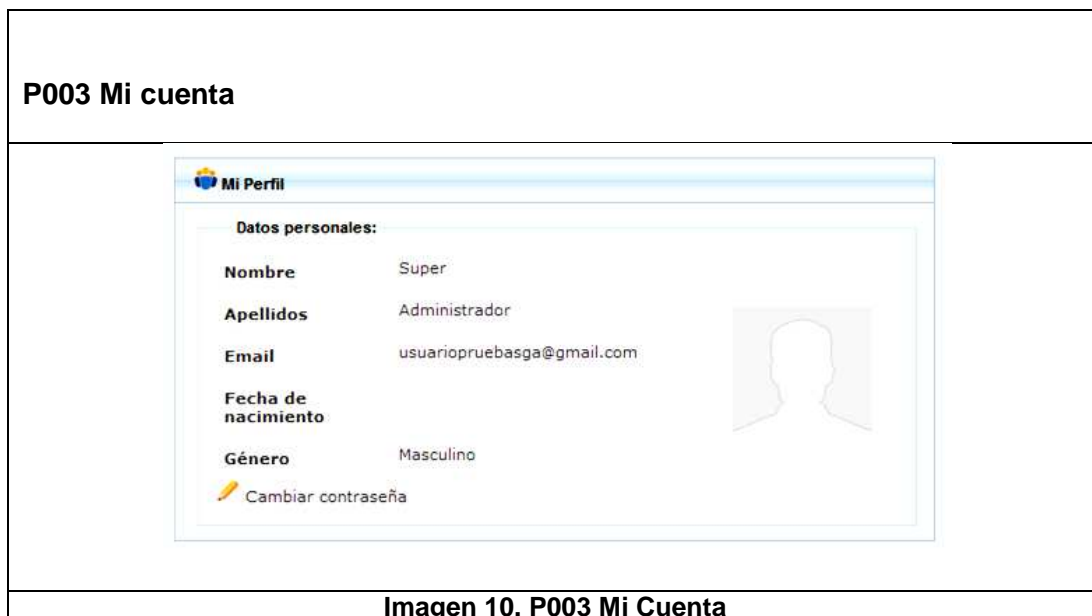 P003 Mi cuenta
Mi Perfil
Datos personales:
Nombre Super
Apellidos Administrador
Email usuariopruebasga@gmail.com
Fecha de
nacimiento
Género Masculino
Cambiar contraseña
Imagen 10. P003 Mi Cuenta